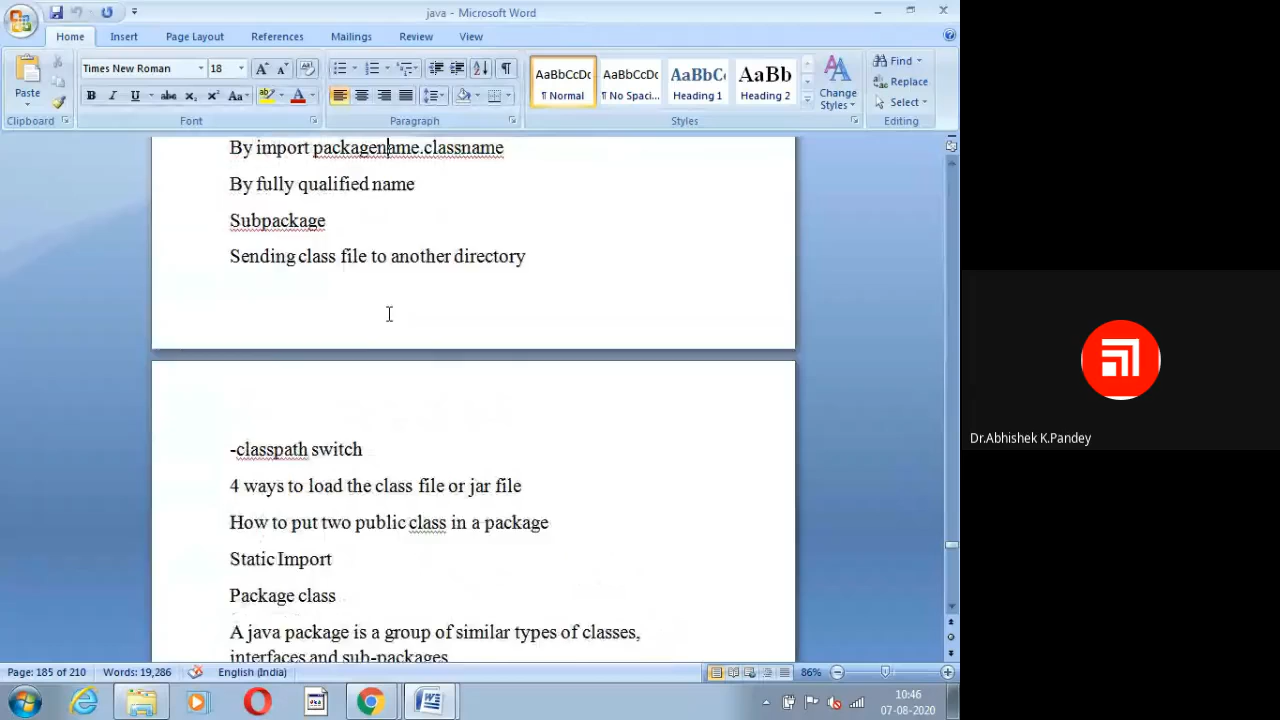 java - Microsoft Word
Home Insert Page Layout References Mailings Review View
Paste
Clipboard
Times New Roman 18
Font
Paragraph
AaBbCcDc AaBbCcDc AaBbC AaBb
¶ Normal ¶ No Spaci... Heading 1 Heading 2
Change Styles
Styles
Find
Replace
Select
Editing
By import packagename.classname
By fully qualified name
Subpackage
Sending class file to another directory
-classpath switch
4 ways to load the class file or jar file
How to put two public class in a package
Static Import
Package class
A java package is a group of similar types of classes,
interfaces and sub-packages
Dr.Abhishek K.Pandey
Page: 185 of 210 Words: 19,286 English (India) 86%
10:46
07-08-2020